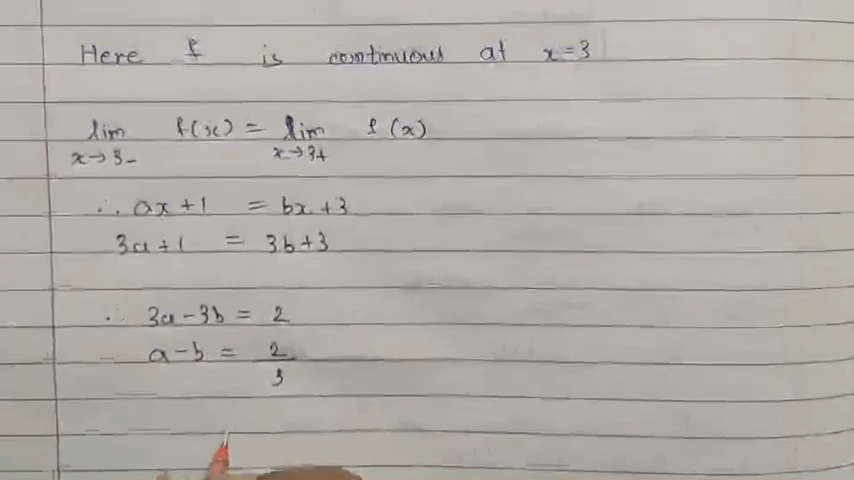 Here f is continuous at x=3
lim f(x) = lim f(x)
x→3- x→3+
∴ ax+1 = bx+3
3a+1 = 3b+3
∴ 3a-3b = 2
a-b = 2
3